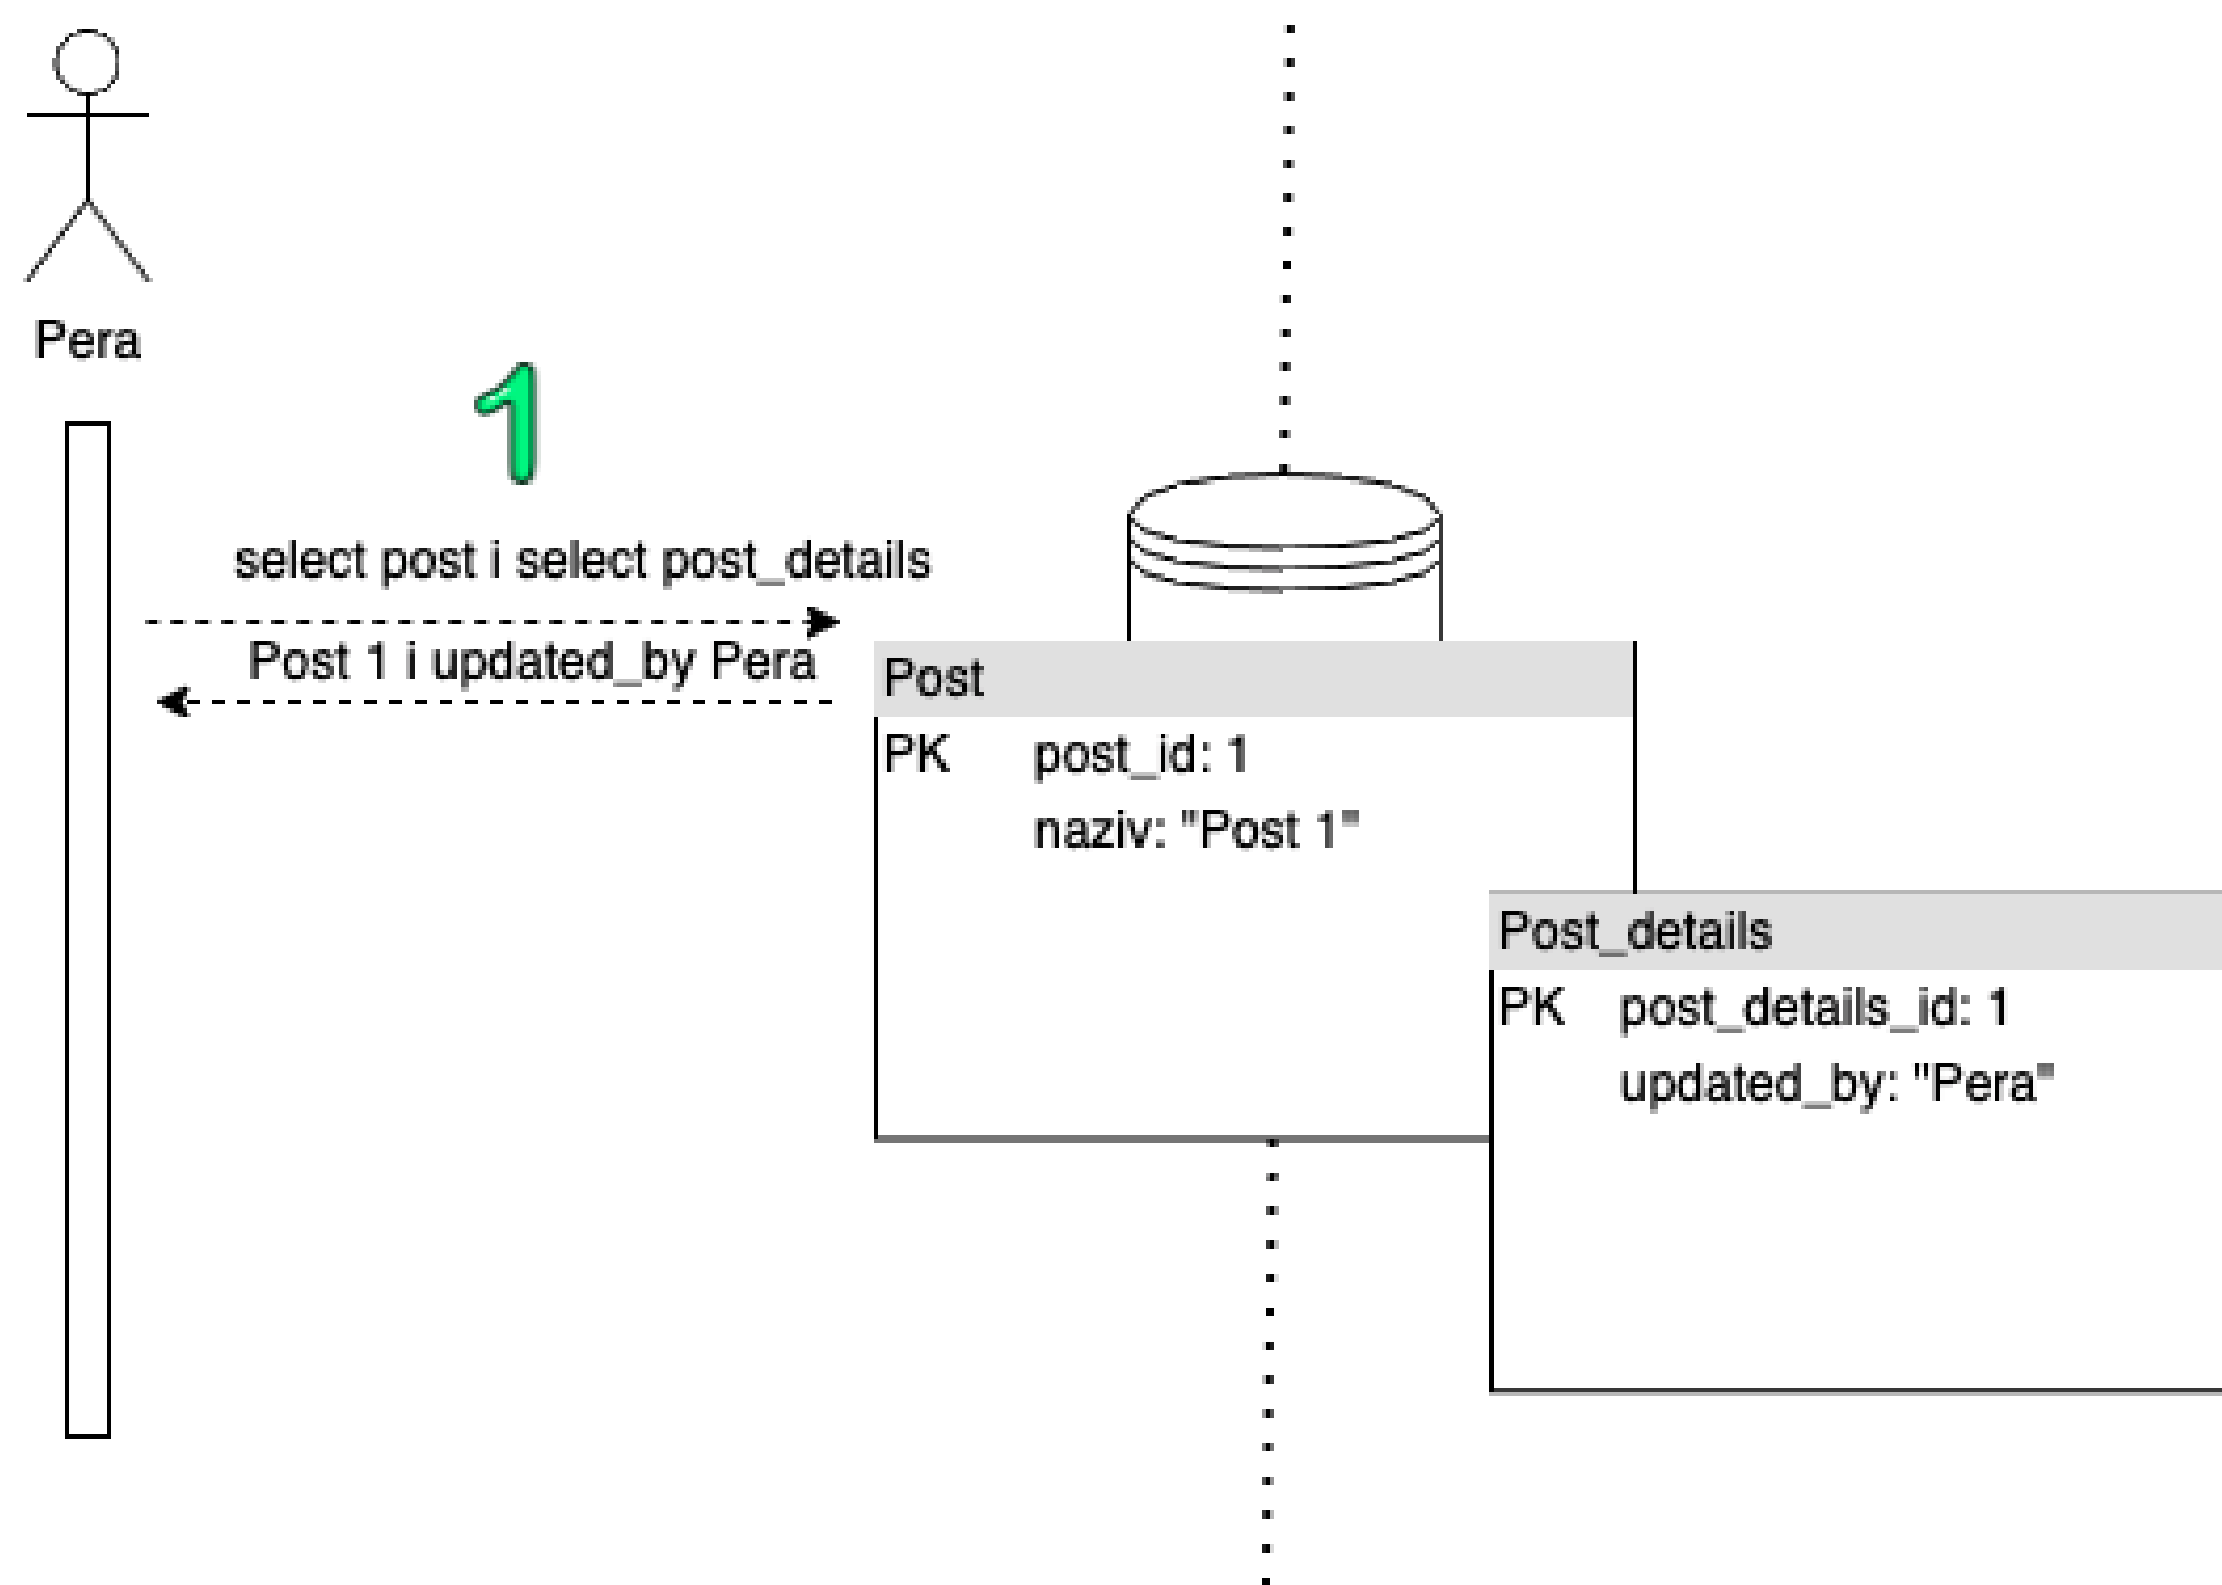 Pera
1
select post i select post_details
Post 1 i updated_by Pera
Post
PK post_id: 1
naziv: "Post 1"
Post_details
PK post_details_id: 1
updated_by: "Pera"